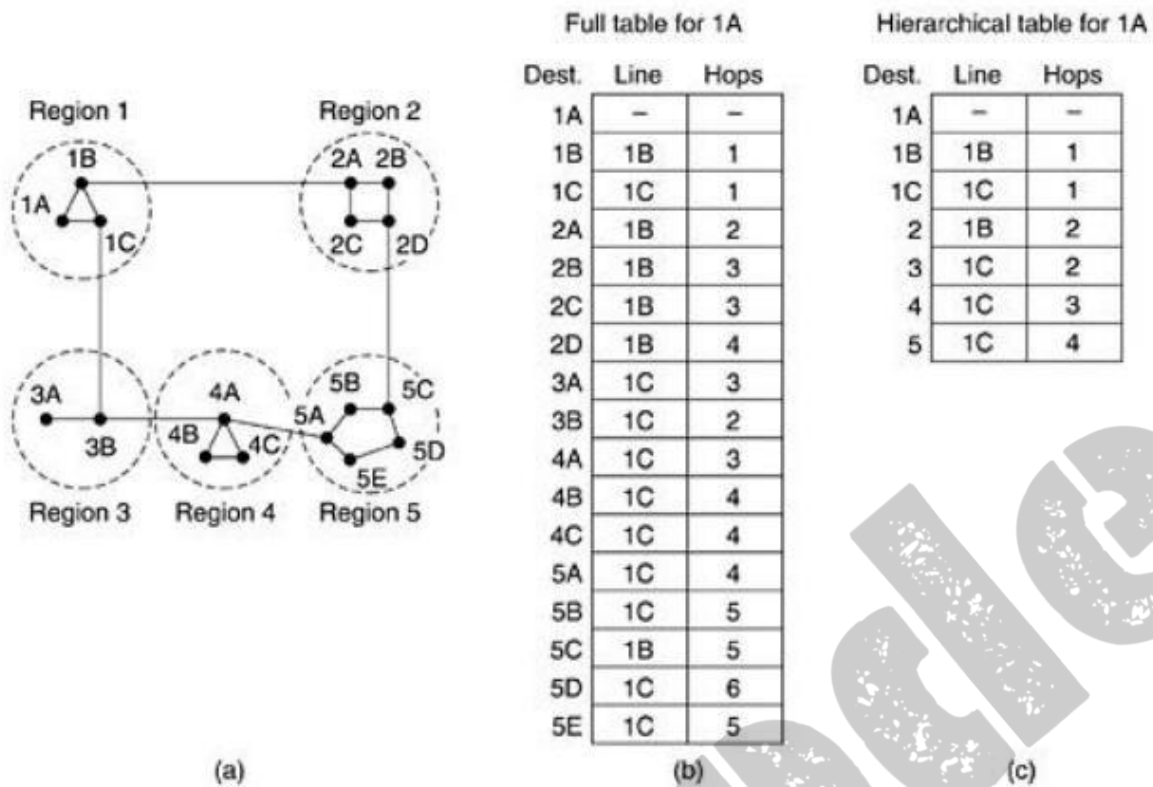 Full table for 1A
Hierarchical table for 1A
Region 1
Region 2
1B
2A 2B
1A
1C
2C 2D
3A
4A
5B
5C
5A
3B
4B
4C
5D
5E
Region 3
Region 4
Region 5
(a)
Dest. Line Hops
1A – –
1B 1B 1
1C 1C 1
2A 1B 2
2B 1B 3
2C 1B 3
2D 1B 4
3A 1C 3
3B 1C 2
4A 1C 3
4B 1C 4
4C 1C 4
5A 1C 4
5B 1C 5
5C 1B 5
5D 1C 6
5E 1C 5
(b)
Dest. Line Hops
1A – –
1B 1B 1
1C 1C 1
2 1B 2
3 1C 2
4 1C 3
5 1C 4
(c)